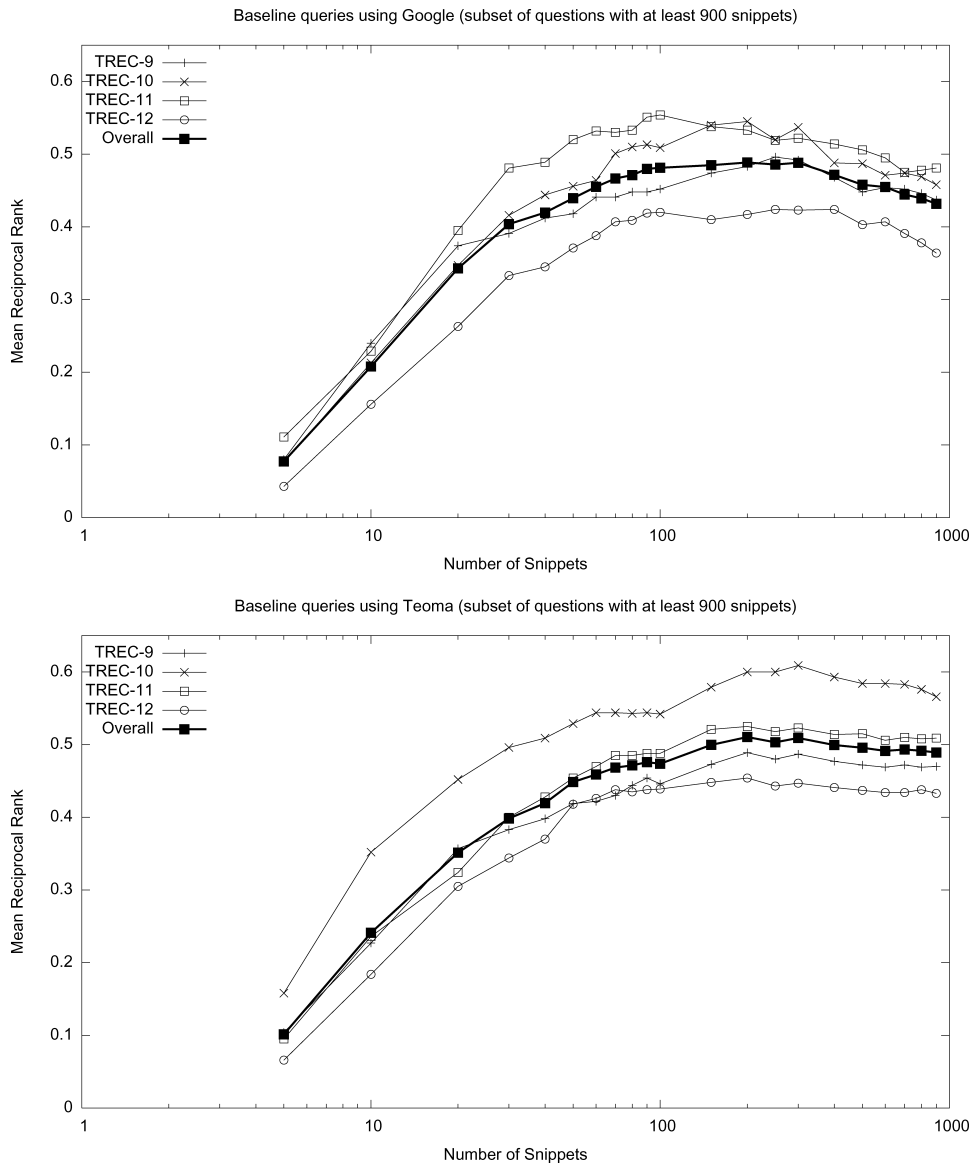 Baseline queries using Google (subset of questions with at least 900 snippets)
TREC-9
TREC-10
TREC-11
TREC-12
Overall
0.6
0.5
0.4
0.3
0.2
0.1
0
Mean Reciprocal Rank
1 10 100 1000
Number of Snippets
Baseline queries using Teoma (subset of questions with at least 900 snippets)
TREC-9
TREC-10
TREC-11
TREC-12
Overall
0.6
0.5
0.4
0.3
0.2
0.1
0
Mean Reciprocal Rank
1 10 100 1000
Number of Snippets